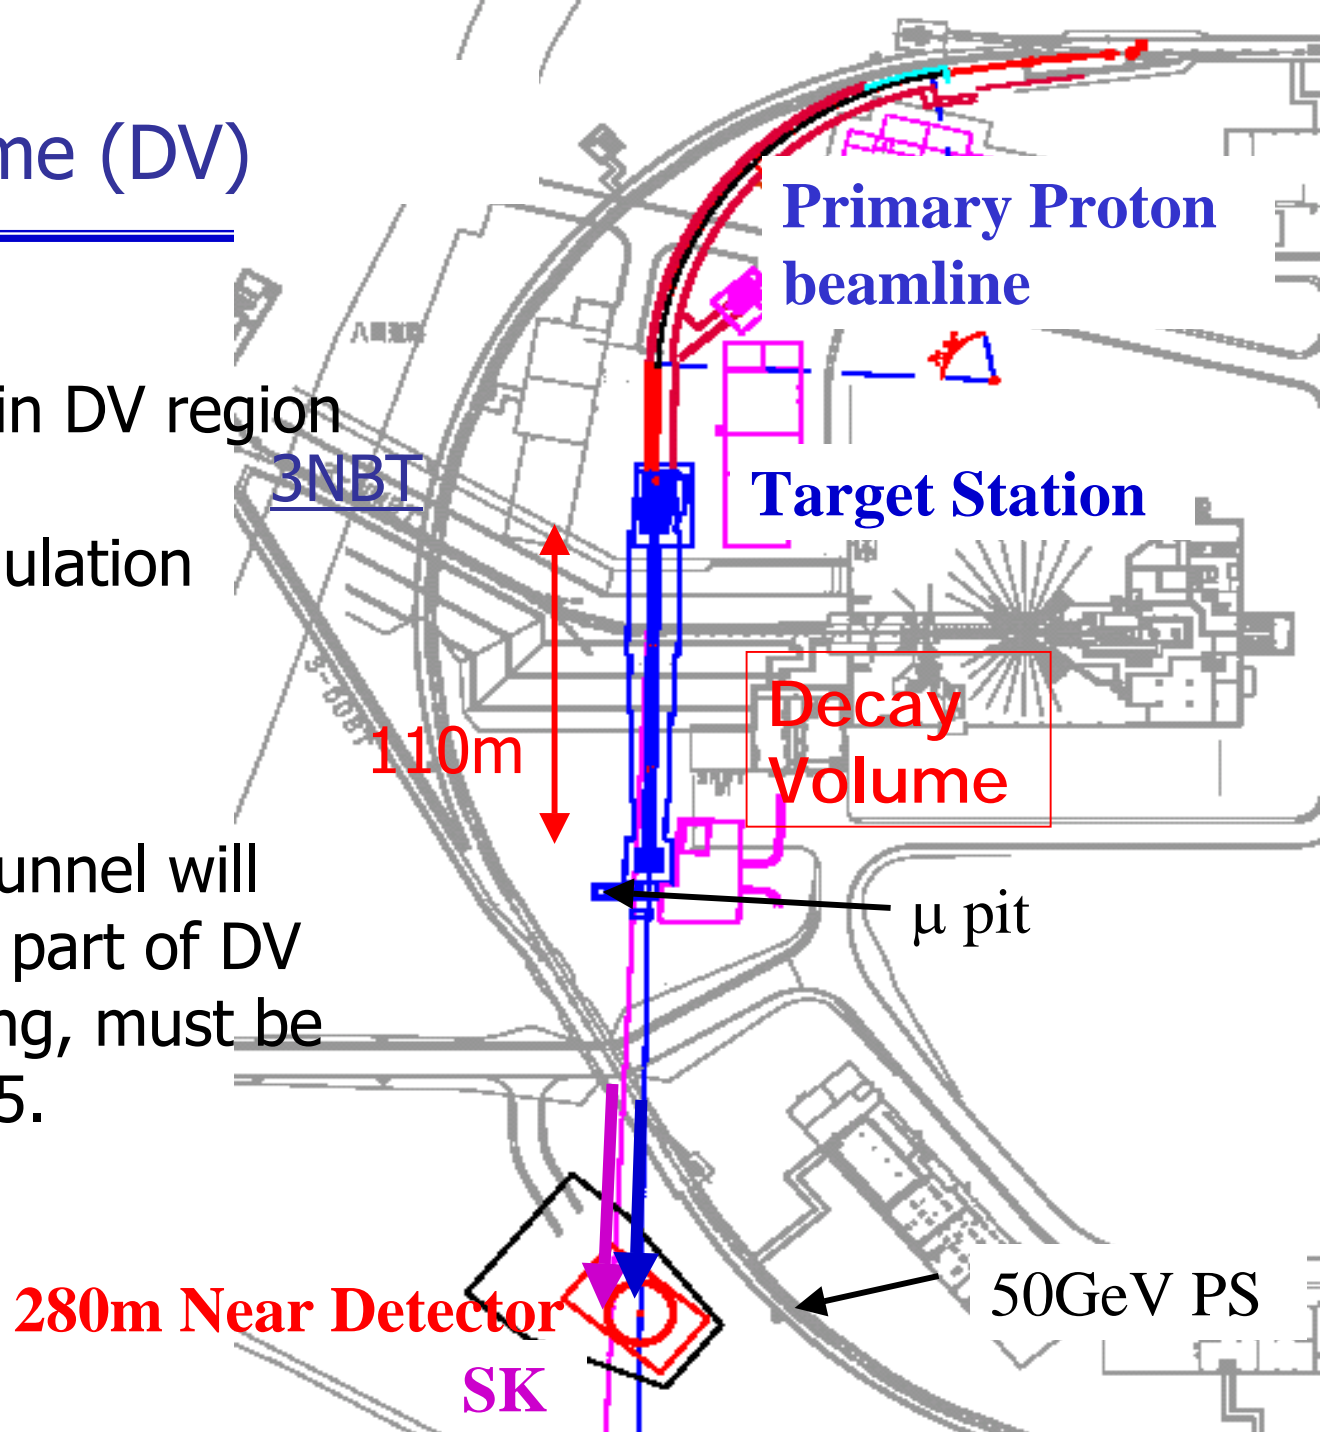 me (DV)
Primary Proton
beamline
in DV region
3NBT
Target Station
ulation
Decay
Volume
110m
unnel will
μ pit
part of DV
ng, must be
5.
50GeV PS
280m Near Detector
SK